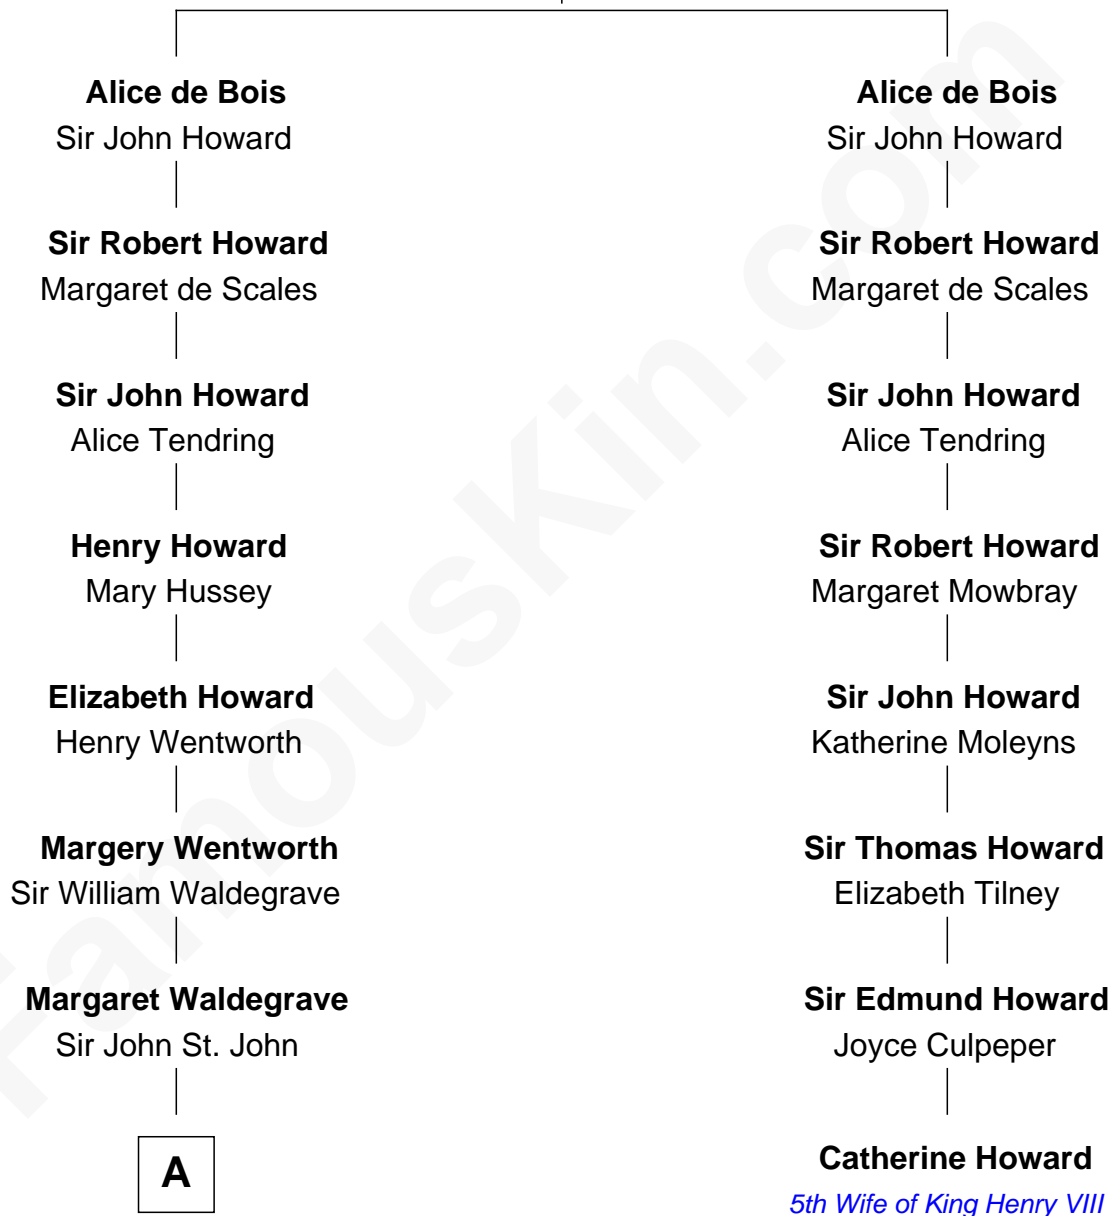 Alice de Bois
Sir John Howard
Sir Robert Howard
Margaret de Scales
Sir John Howard
Alice Tendring
Henry Howard
Mary Hussey
Elizabeth Howard
Henry Wentworth
Margery Wentworth
Sir William Waldegrave
Margaret Waldegrave
Sir John St. John
A
Alice de Bois
Sir John Howard
Sir Robert Howard
Margaret de Scales
Sir John Howard
Alice Tendring
Sir Robert Howard
Margaret Mowbray
Sir John Howard
Katherine Moleyns
Sir Thomas Howard
Elizabeth Tilney
Sir Edmund Howard
Joyce Culpeper
Catherine Howard
5th Wife of King Henry VIII
FamousKin.com